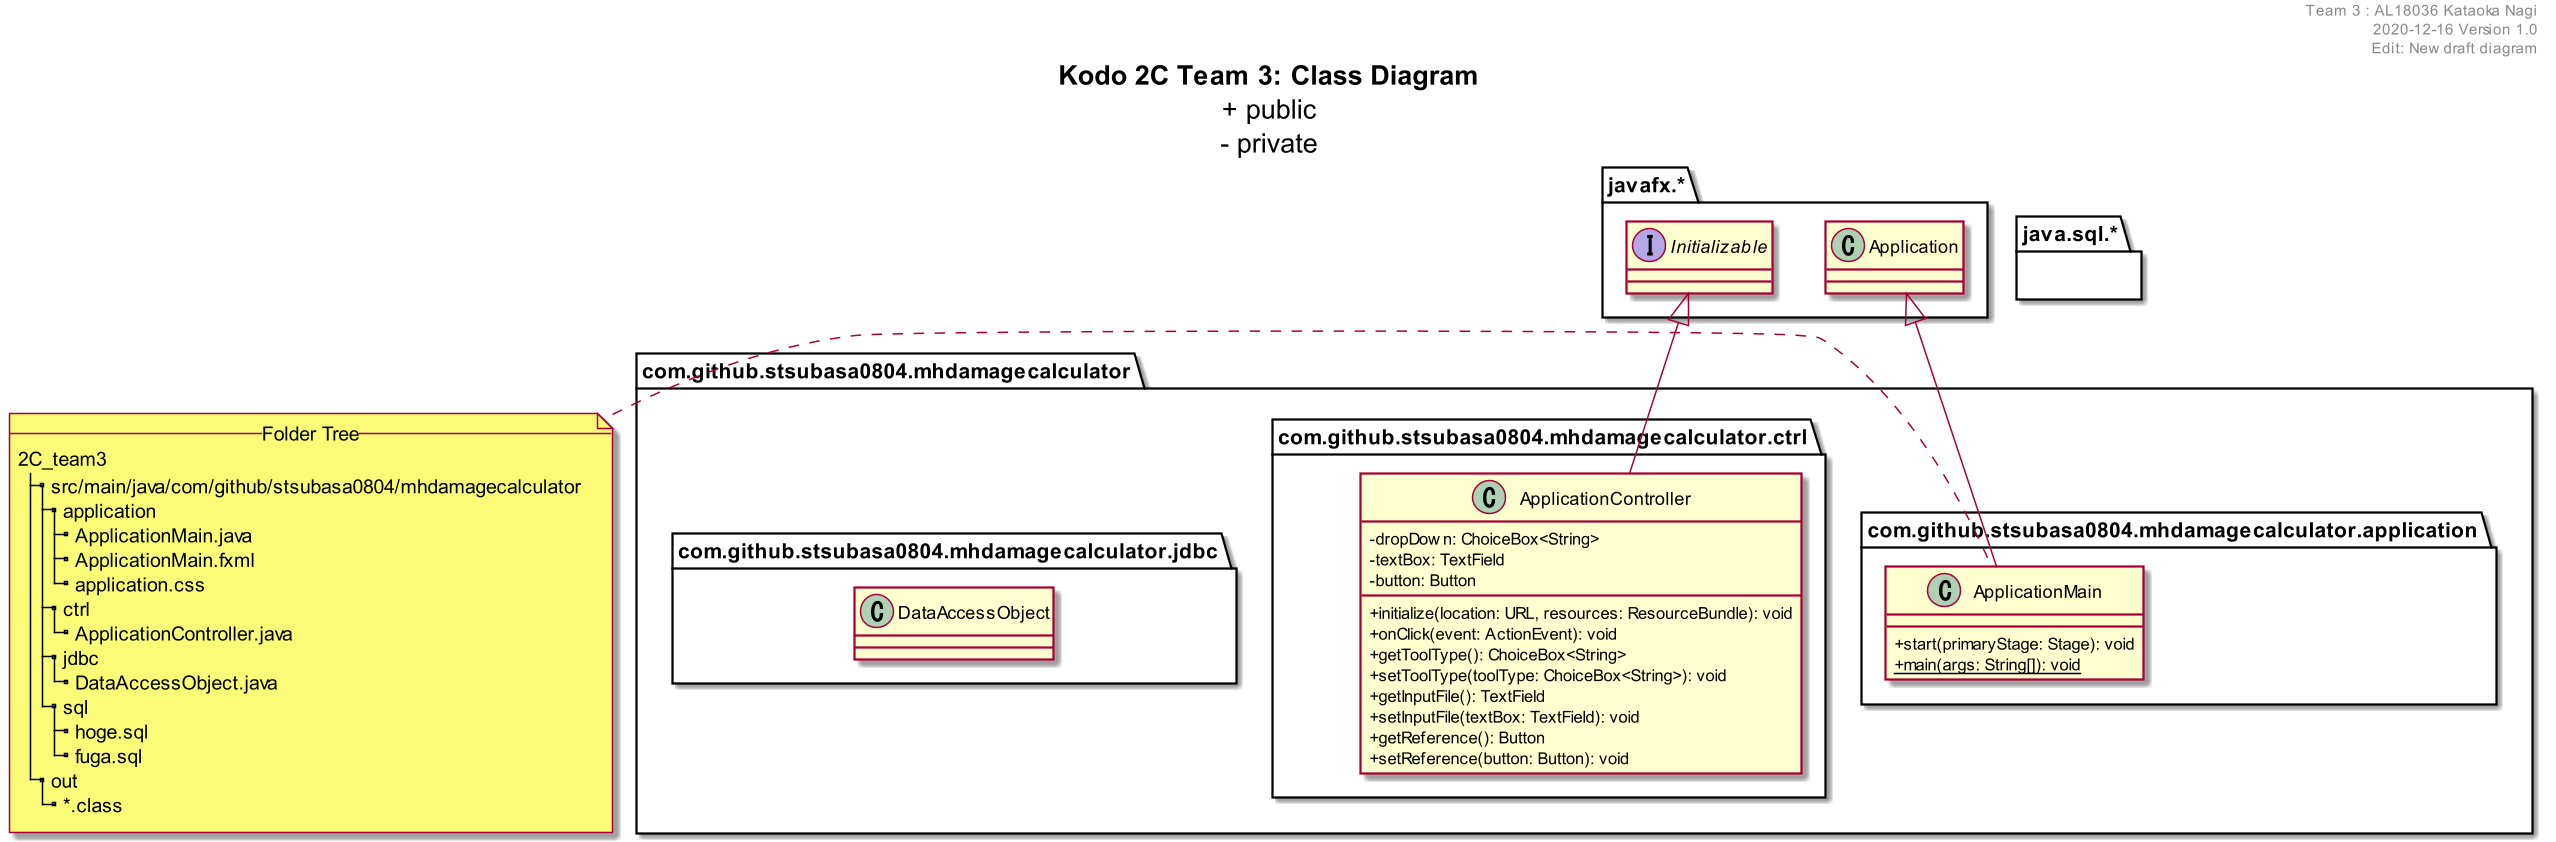 Team 3 : AL18036 Kataoka Nagi
2020-12-16 Version 1.0
Edit: New draft diagram
Kodo 2C Team 3: Class Diagram
+ public
- private
javafx.*
I Initializable
C Application
java.sql.*
com.github.stsubasa0804.mhdamagecalculator
Folder Tree
2C_team3
src/main/java/com/github/stsubasa0804/mhdamagecalculator
application
ApplicationMain.java
ApplicationMain.fxml
application.css
ctrl
ApplicationController.java
jdbc
DataAccessObject.java
sql
hoge.sql
fuga.sql
out
*.class
com.github.stsubasa0804.mhdamagecalculator.jdbc
C DataAccessObject
com.github.stsubasa0804.mhdamagecalculator.ctrl
C ApplicationController
-dropDown: ChoiceBox<String>
-textBox: TextField
-button: Button
+initialize(location: URL, resources: ResourceBundle): void
+onClick(event: ActionEvent): void
+getToolType(): ChoiceBox<String>
+setToolType(toolType: ChoiceBox<String>): void
+getInputFile(): TextField
+setInputFile(textBox: TextField): void
+getReference(): Button
+setReference(button: Button): void
com.github.stsubasa0804.mhdamagecalculator.application
C ApplicationMain
+start(primaryStage: Stage): void
+main(args: String[]): void